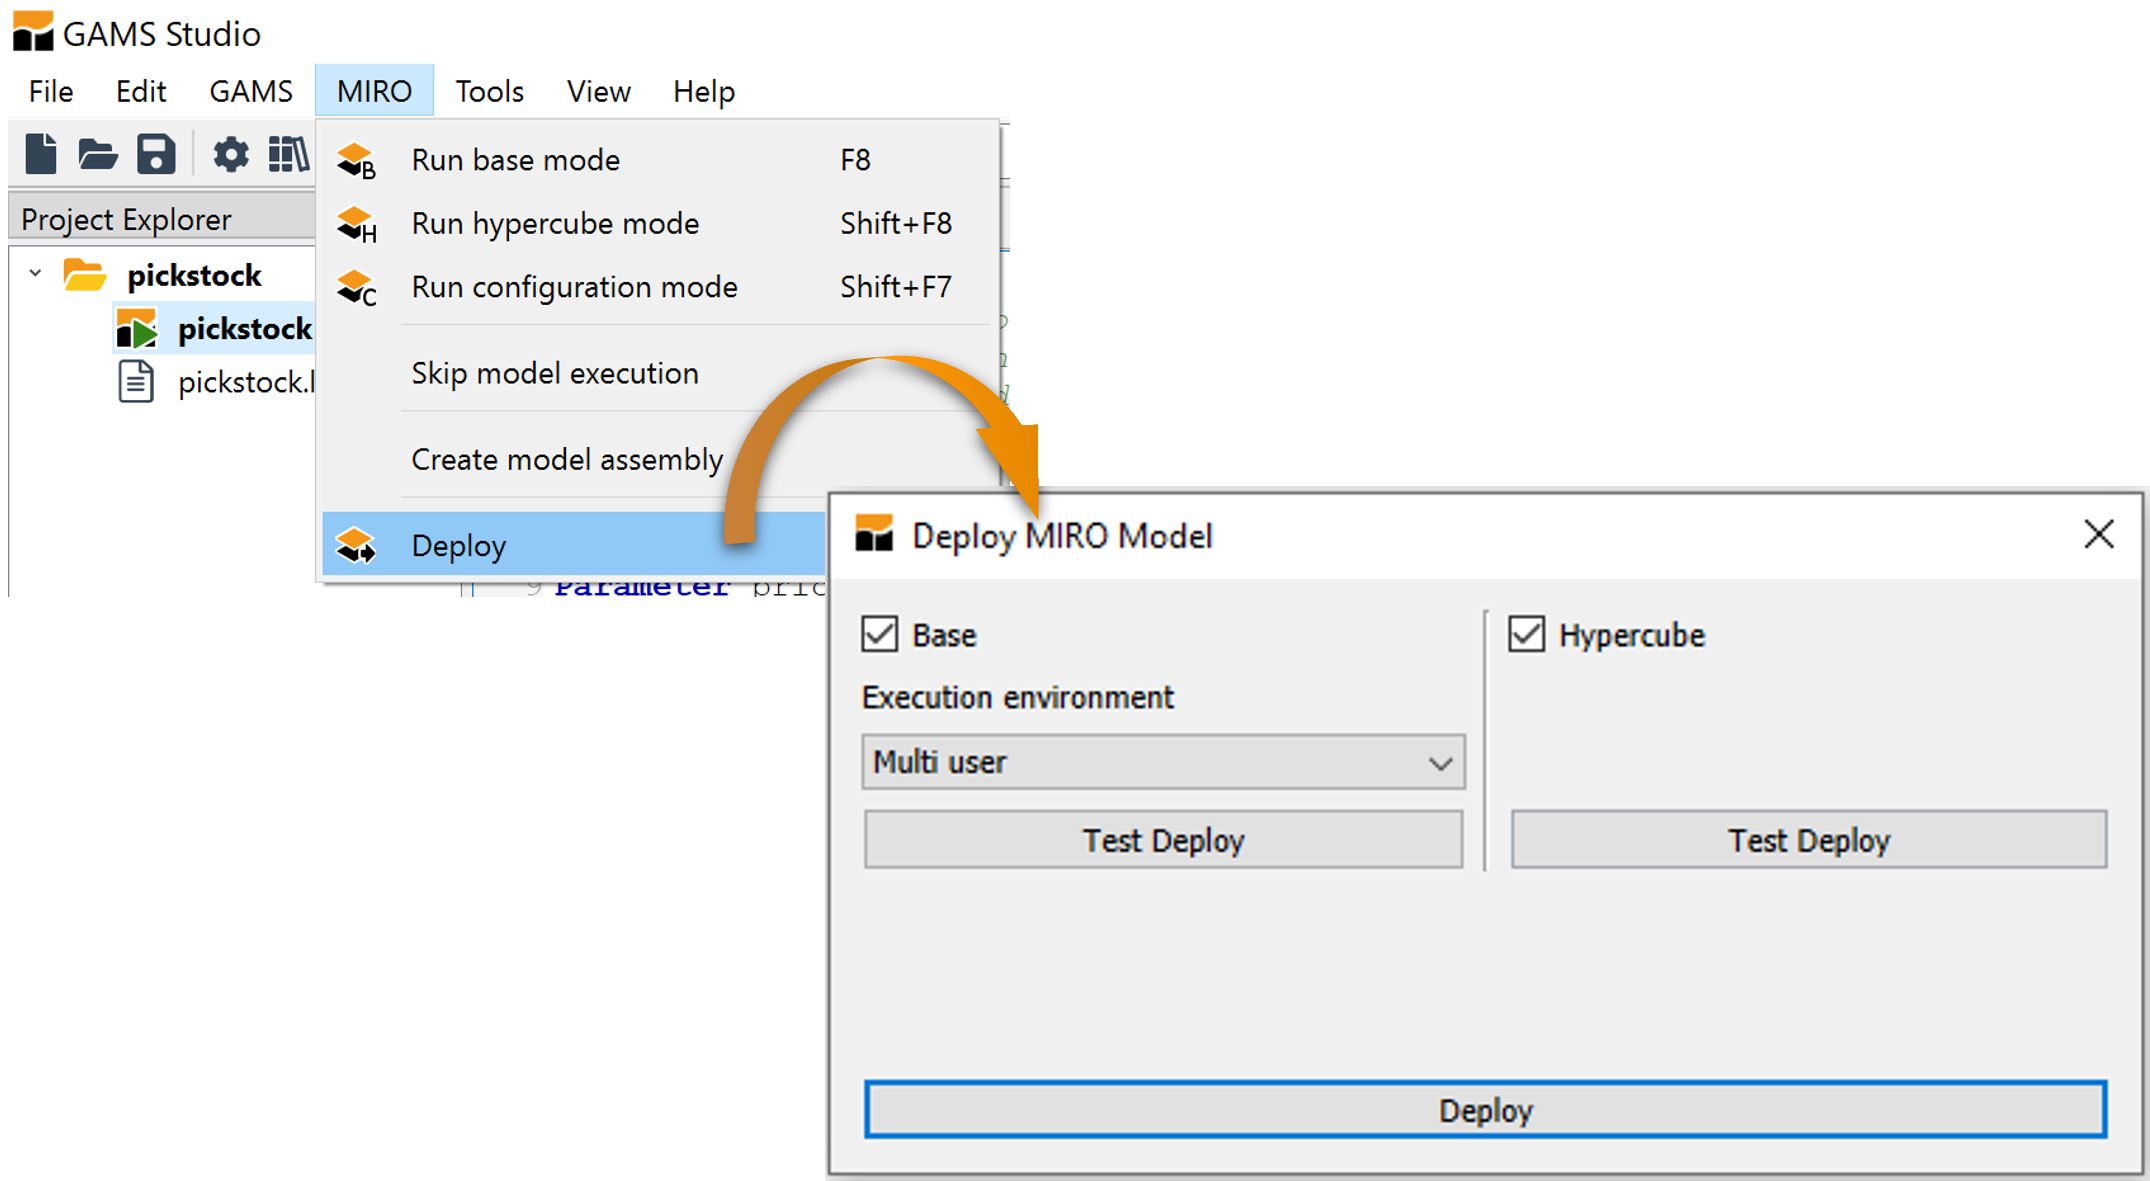 GAMS Studio
File Edit GAMS MIRO Tools View Help
Run base mode F8
Project Explorer
Run hypercube mode Shift+F8
pickstock
Run configuration mode Shift+F7
pickstock
Skip model execution
pickstock.l
Create model assembly
Deploy
9 Parameter pric
Deploy MIRO Model
Base
Hypercube
Execution environment
Multi user
Test Deploy
Test Deploy
Deploy